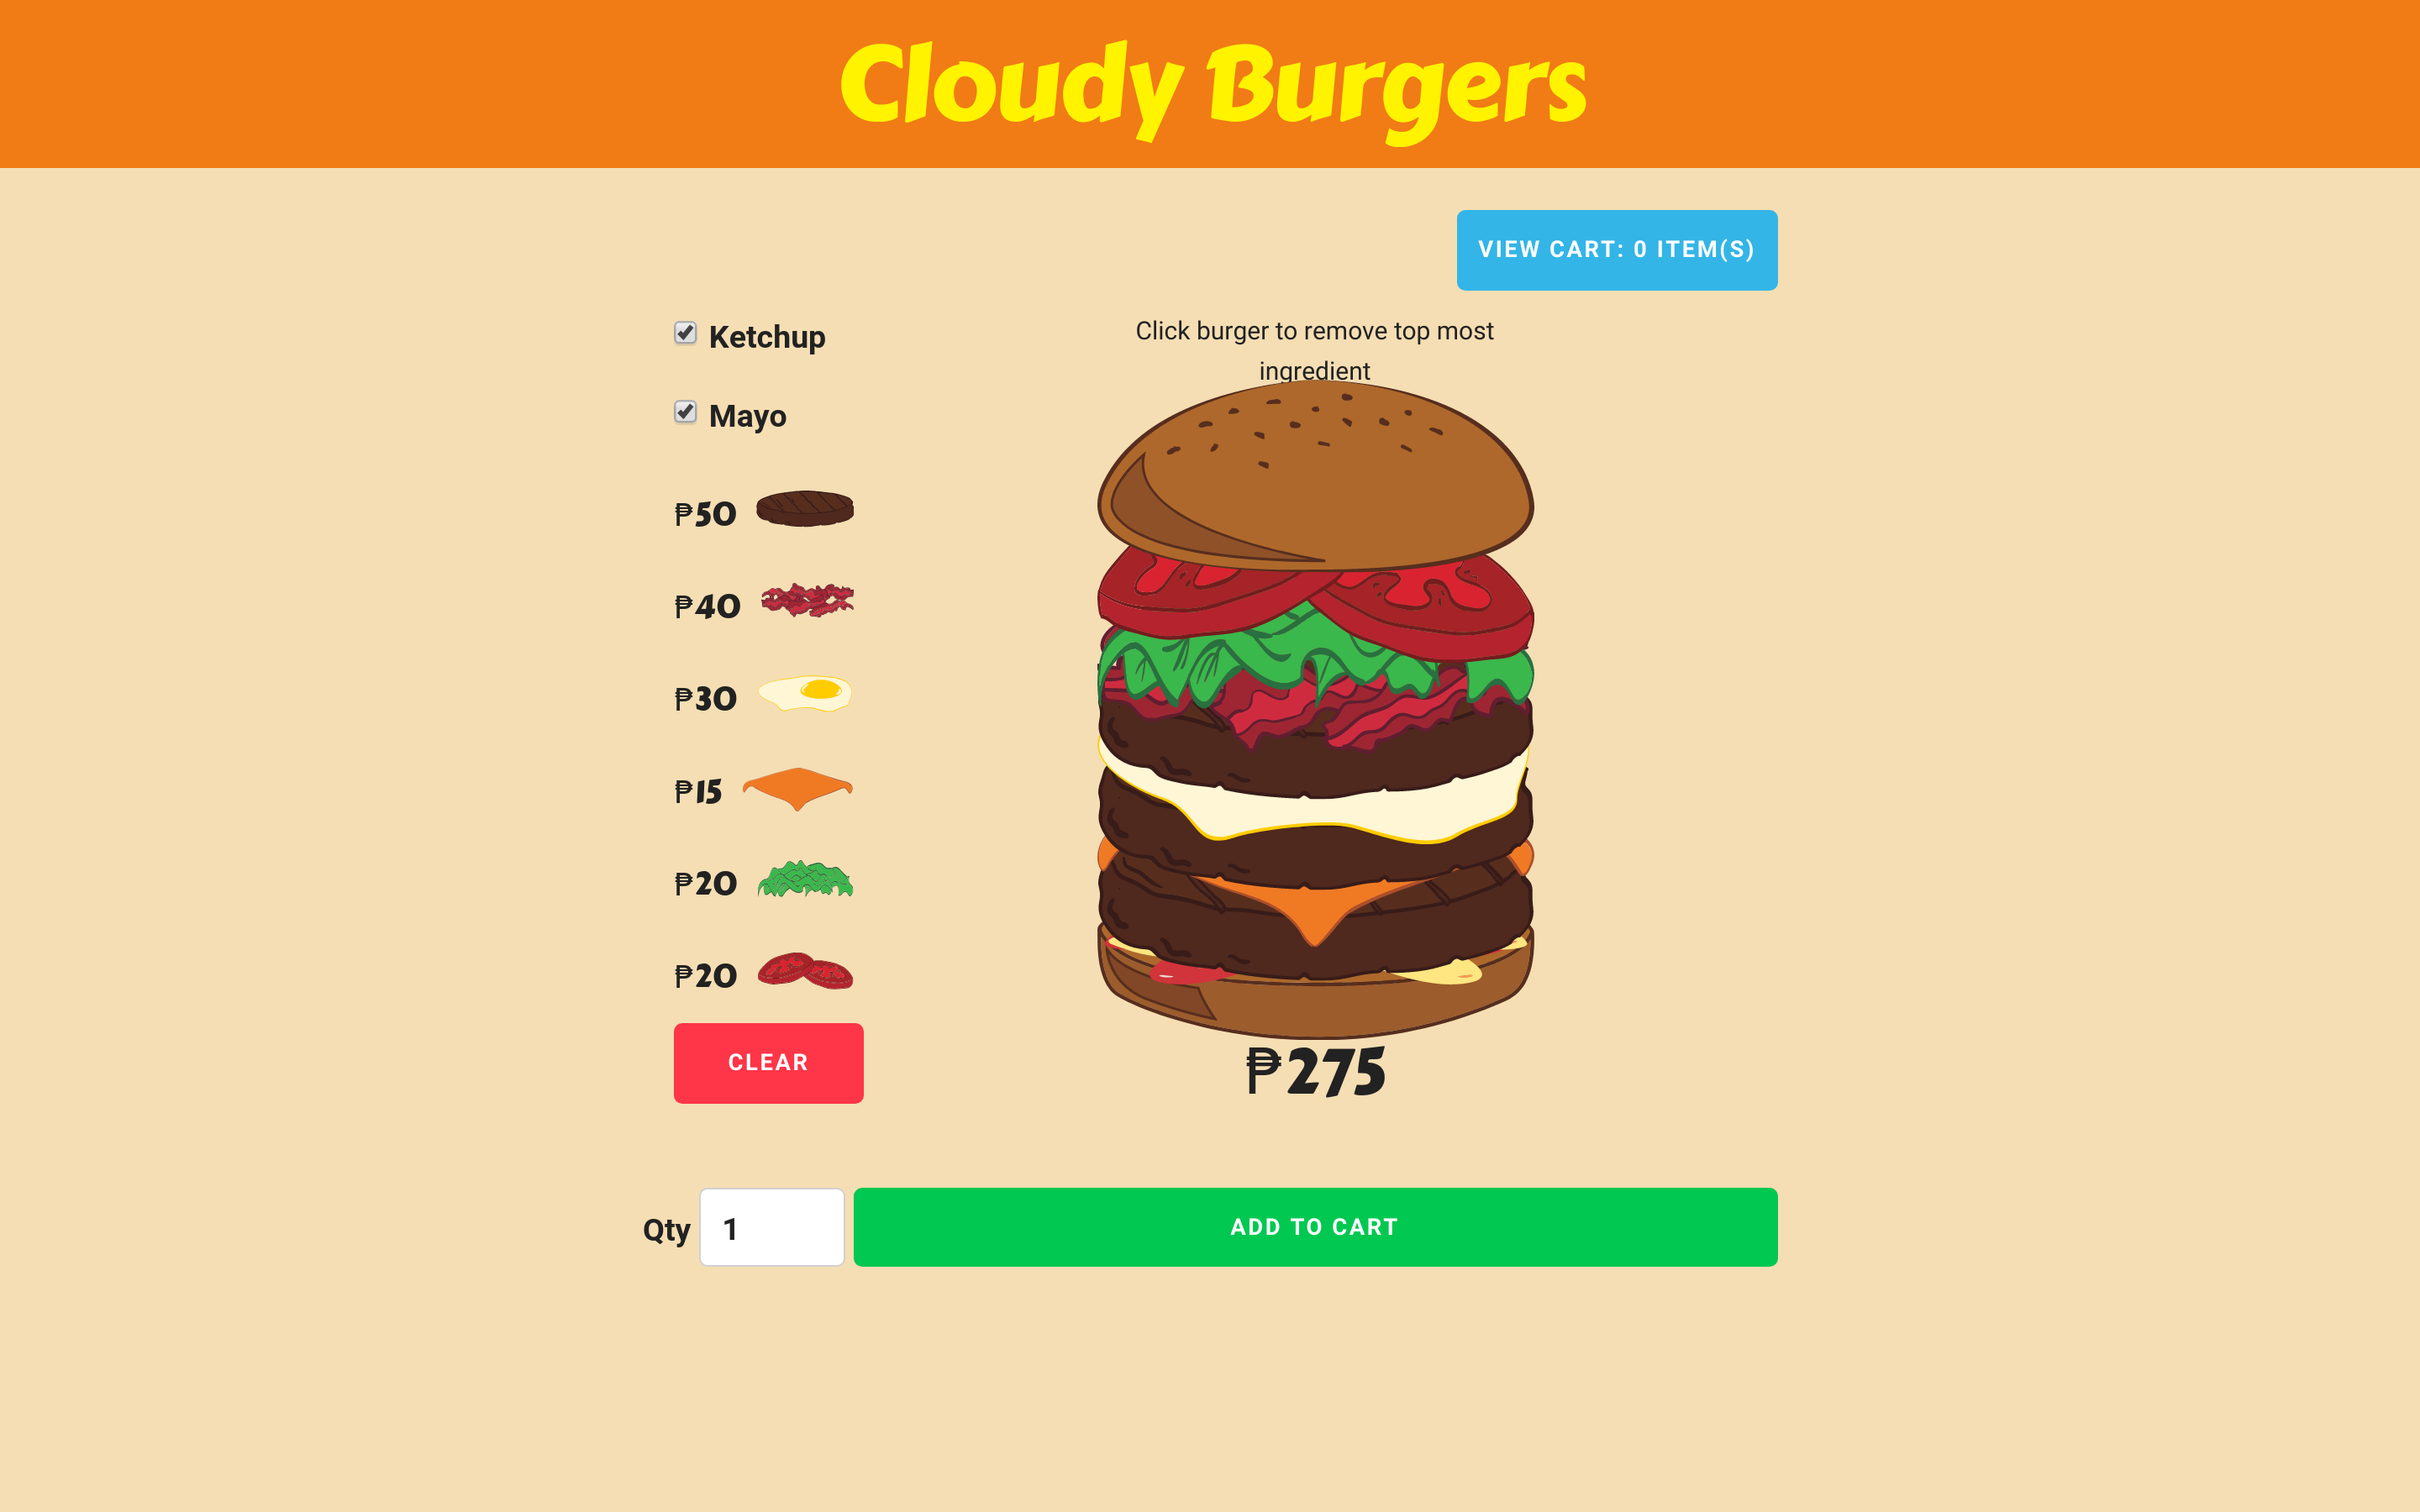 Cloudy Burgers
VIEW CART: 0 ITEM(S)
Ketchup
Mayo
Click burger to remove top most
ingredient
₱50
₱40
₱30
₱15
₱20
₱20
CLEAR
₱275
Qty 1 ADD TO CART